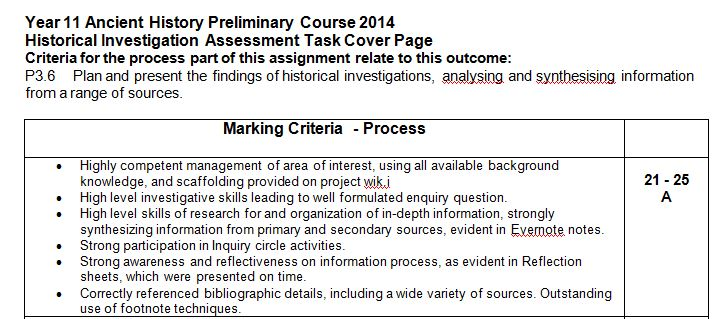 Year 11 Ancient History Preliminary Course 2014
Historical Investigation Assessment Task Cover Page
Criteria for the process part of this assignment relate to this outcome:
P3.6 Plan and present the findings of historical investigations, analysing and synthesising information
from a range of sources.
Marking Criteria - Process
• Highly competent management of area of interest, using all available background
knowledge, and scaffolding provided on project wik.i
• High level investigative skills leading to well formulated enquiry question.
• High level skills of research for and organization of in-depth information, strongly
synthesizing information from primary and secondary sources, evident in Evernote notes.
• Strong participation in Inquiry circle activities.
• Strong awareness and reflectiveness on information process, as evident in Reflection
sheets, which were presented on time.
• Correctly referenced bibliographic details, including a wide variety of sources. Outstanding
use of footnote techniques.
21 - 25
A